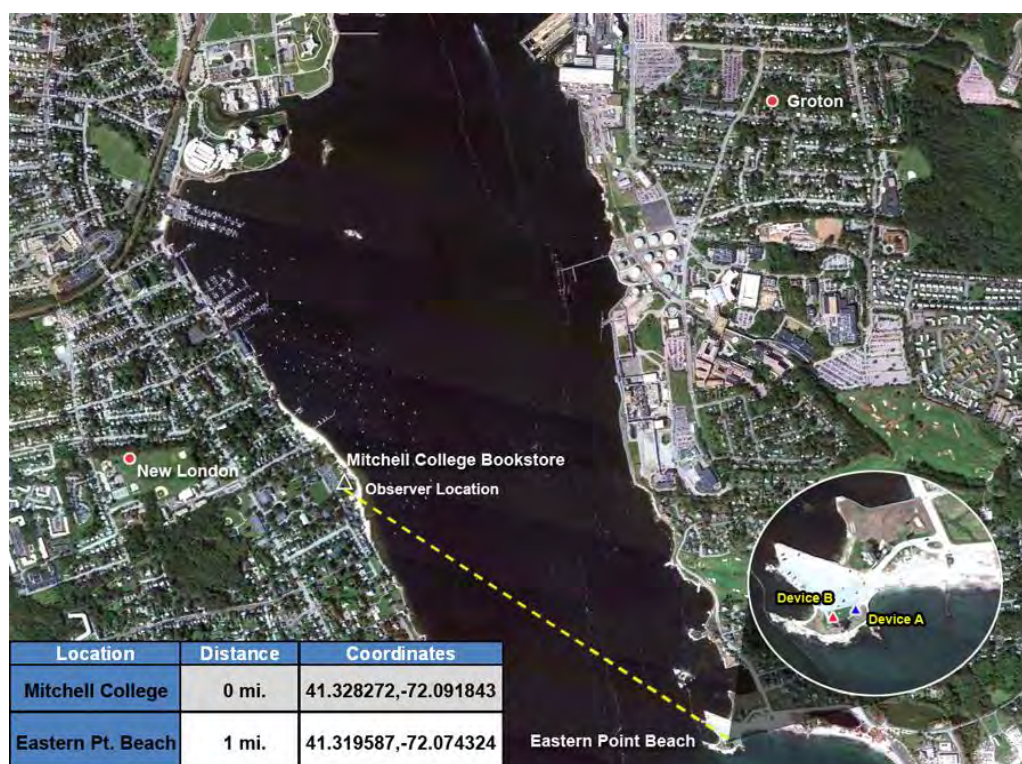 Groton
Mitchell College Bookstore
New London
Observer Location
Device B
Device A
Location Distance Coordinates
Mitchell College 0 mi. 41.328272,-72.091843
Eastern Pt. Beach 1 mi. 41.319587,-72.074324
Eastern Point Beach